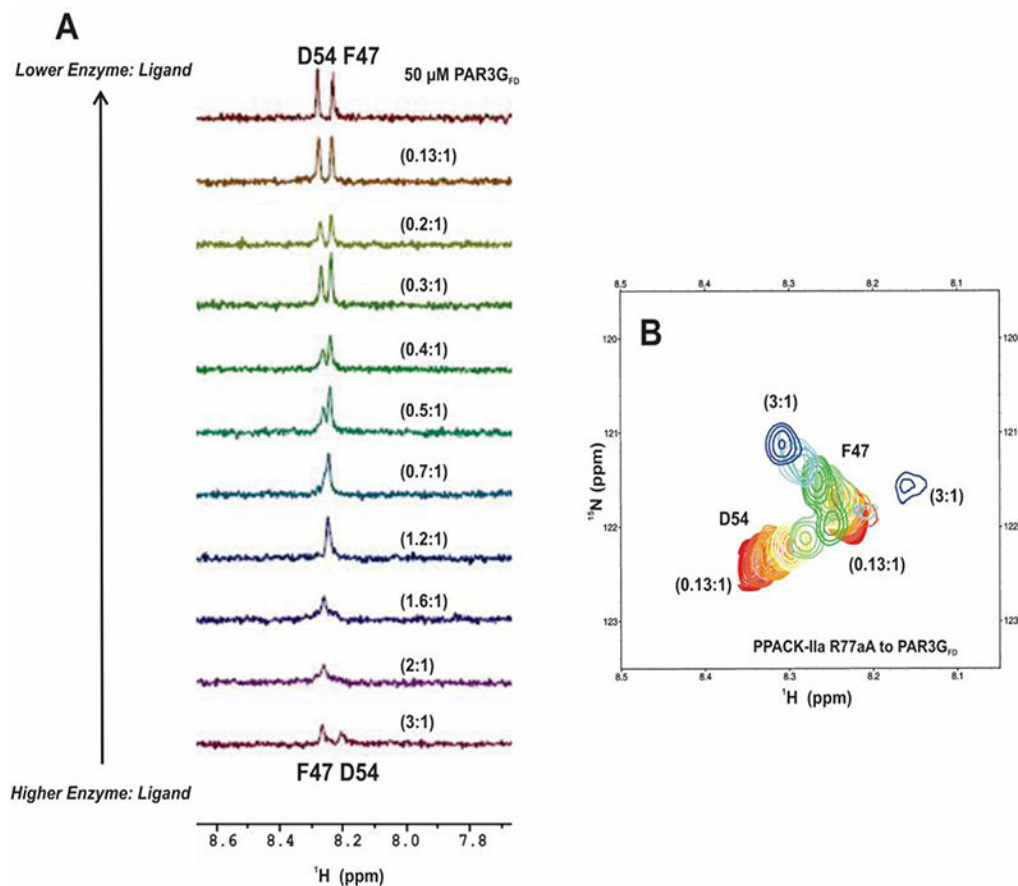 A
D54 F47
Lower Enzyme: Ligand
50 μM PAR3G_FD
(0.13:1)
(0.2:1)
(0.3:1)
(0.4:1)
(0.5:1)
(0.7:1)
(1.2:1)
(1.6:1)
(2:1)
(3:1)
F47 D54
Higher Enzyme: Ligand
8.6 8.4 8.2 8.0 7.8
¹H (ppm)
8.5 8.4 8.3 8.2 8.1
B
120 120
(3:1)
121 121
F47
(3:1)
¹⁵N (ppm)
D54
122 122
(0.13:1)
(0.13:1)
123 123
PPACK-IIa R77aA to PAR3G_FD
8.5 8.4 8.3 8.2 8.1
¹H (ppm)